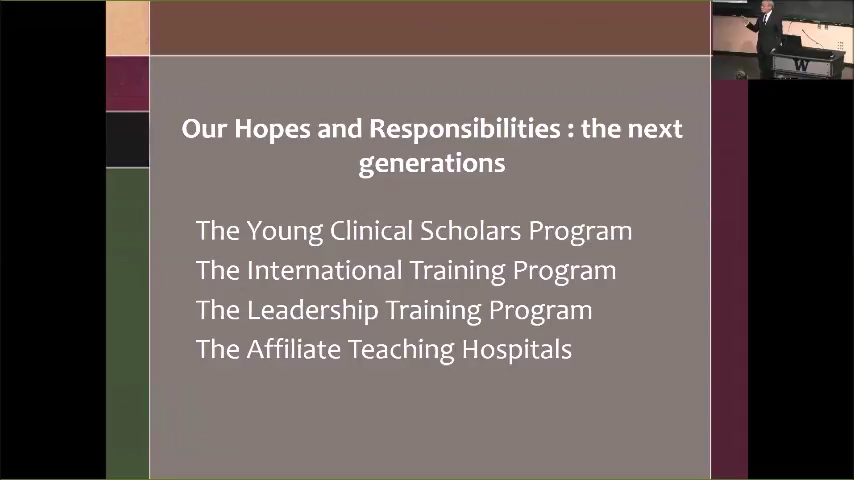 Our Hopes and Responsibilities : the next
generations
The Young Clinical Scholars Program
The International Training Program
The Leadership Training Program
The Affiliate Teaching Hospitals
W